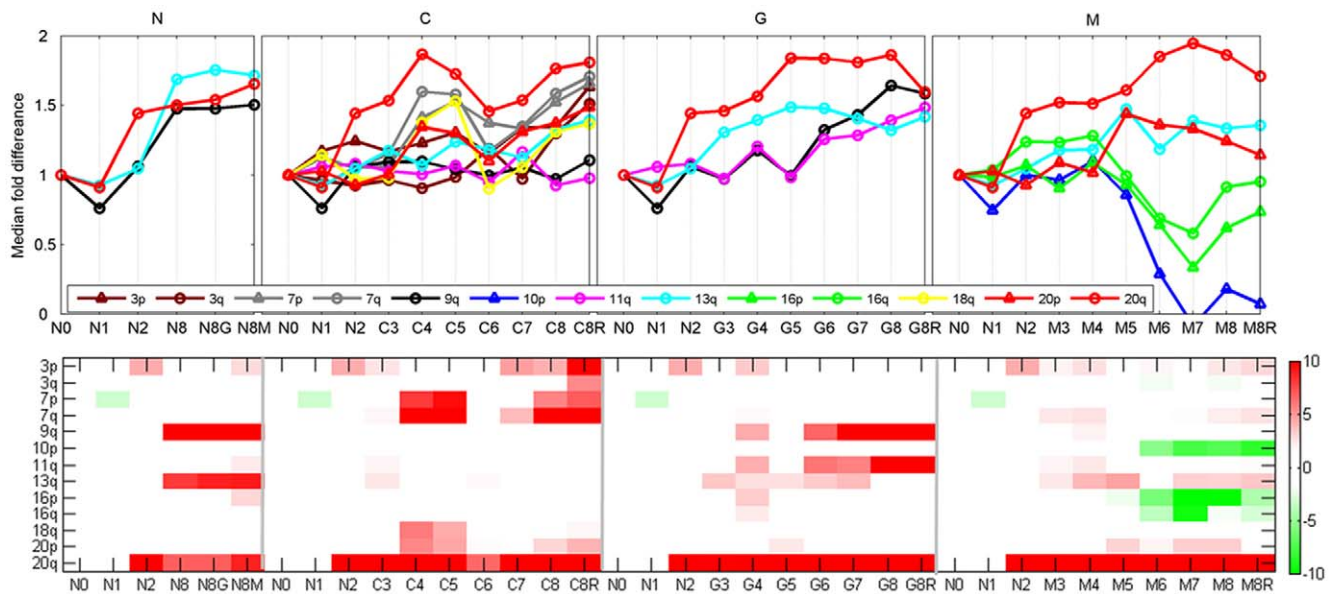 N C G M
Median fold differeance
2
1.5
1
0.5
0
3p 3q 7p 7q 9q 10p 11q 13q 16p 16q 18q 20p 20q
N0 N1 N2 N8 N8G N8M N0 N1 N2 C3 C4 C5 C6 C7 C8 C8R N0 N1 N2 G3 G4 G5 G6 G7 G8 G8R N0 N1 N2 M3 M4 M5 M6 M7 M8 M8R
3p
3q
7p
7q
9q
10p
11q
13q
16p
16q
18q
20p
20q
10
5
0
-5
-10
N0 N1 N2 N8 N8G N8M N0 N1 N2 C3 C4 C5 C6 C7 C8 C8R N0 N1 N2 G3 G4 G5 G6 G7 G8 G8R N0 N1 N2 M3 M4 M5 M6 M7 M8 M8R